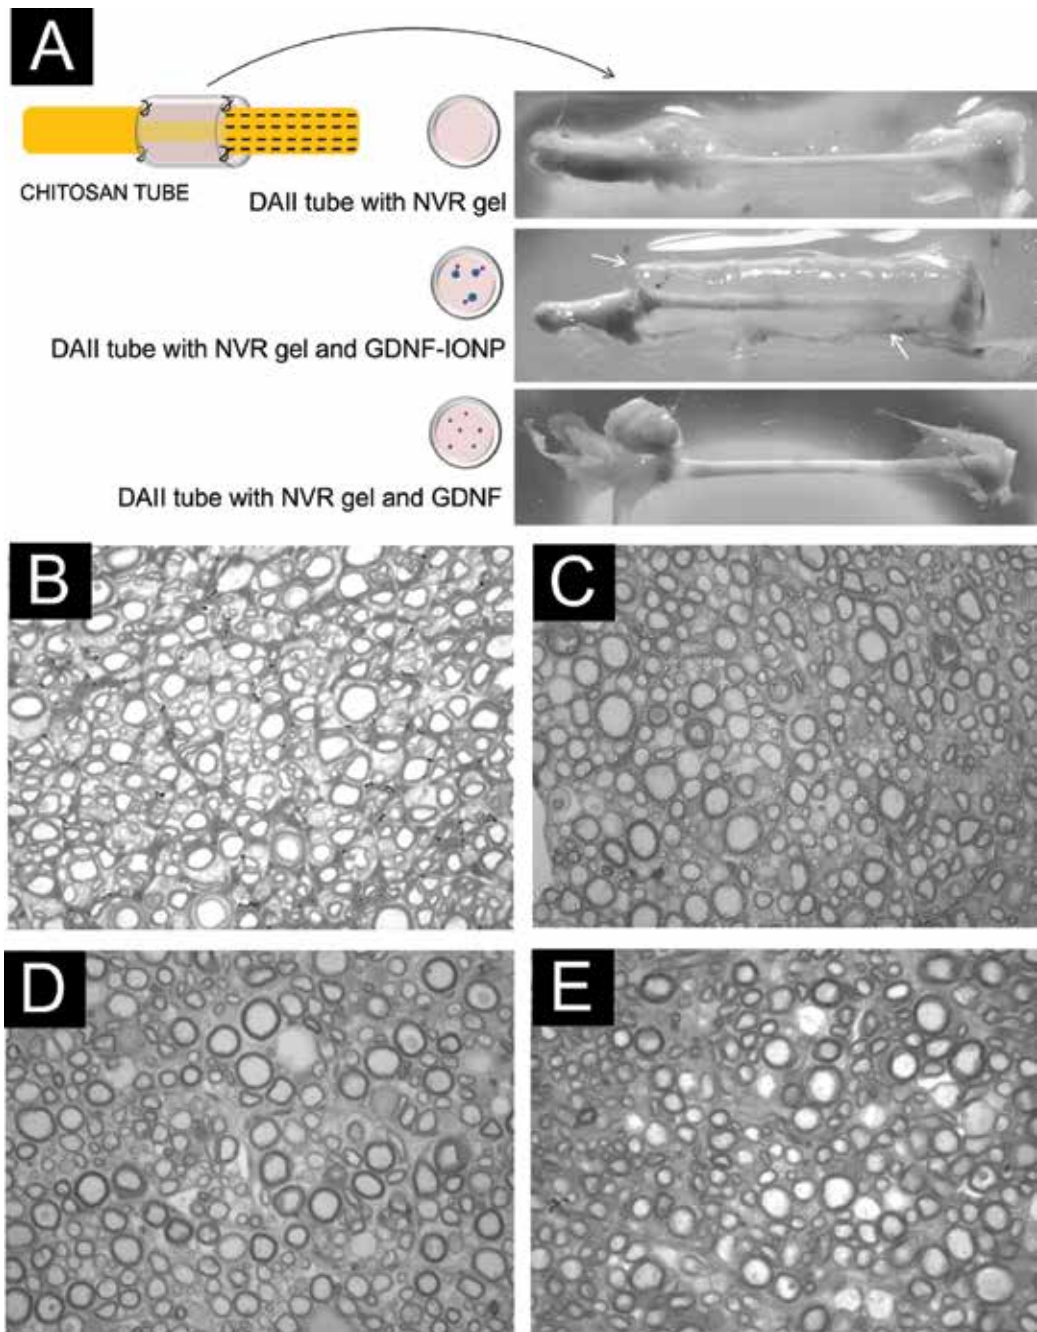 A
CHITOSAN TUBE
DAII tube with NVR gel
DAII tube with NVR gel and GDNF-IONP
DAII tube with NVR gel and GDNF
B
C
D
E